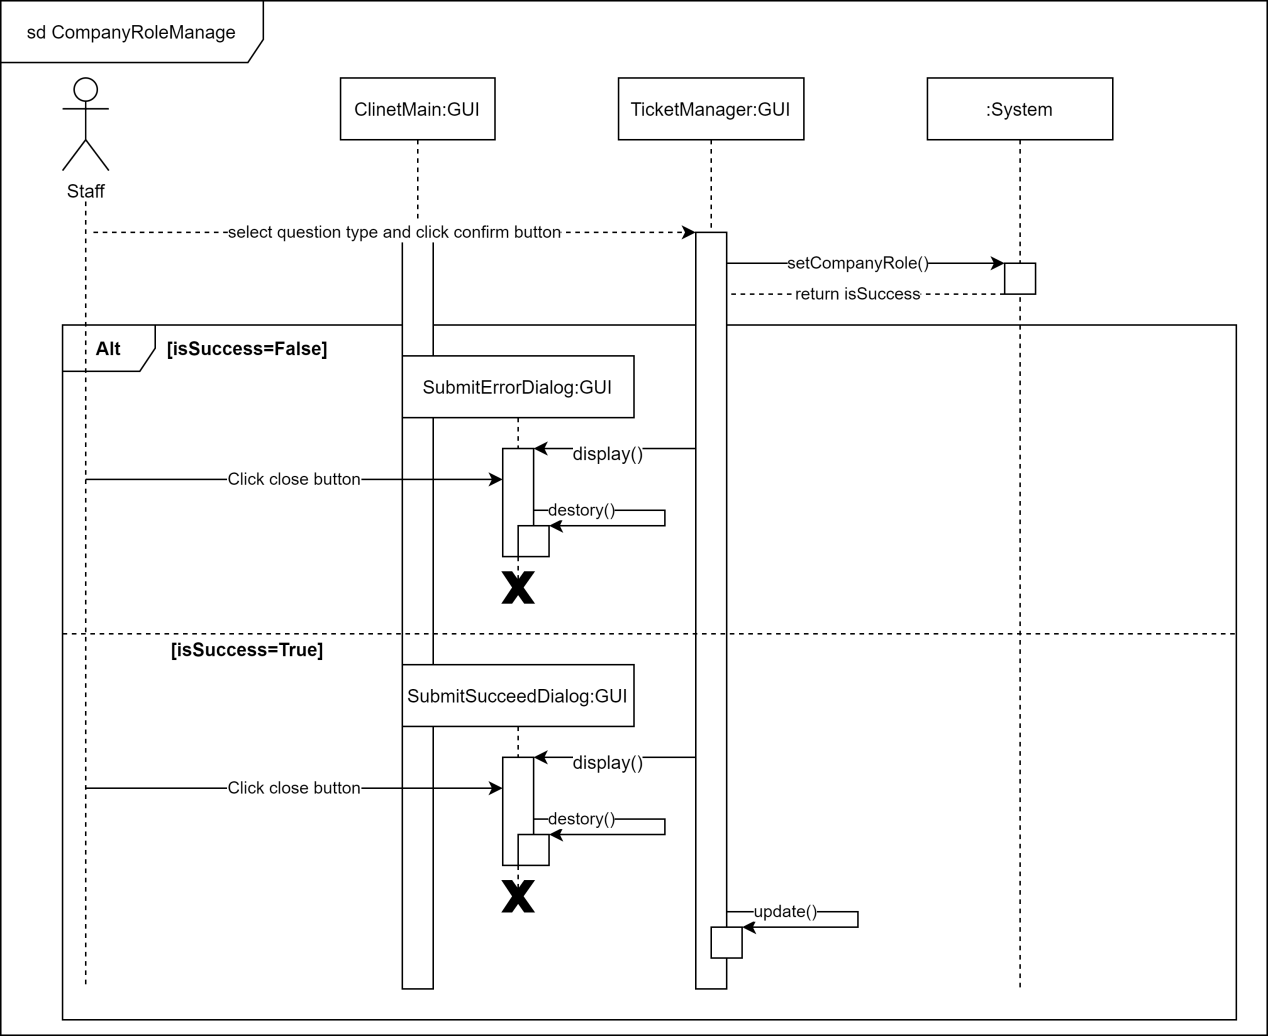 sd CompanyRoleManage
Staff
ClinetMain:GUI
TicketManager:GUI
:System
select question type and click confirm button
setCompanyRole()
return isSuccess
Alt
[isSuccess=False]
SubmitErrorDialog:GUI
display()
Click close button
destory()
X
[isSuccess=True]
SubmitSucceedDialog:GUI
display()
Click close button
destory()
X
update()